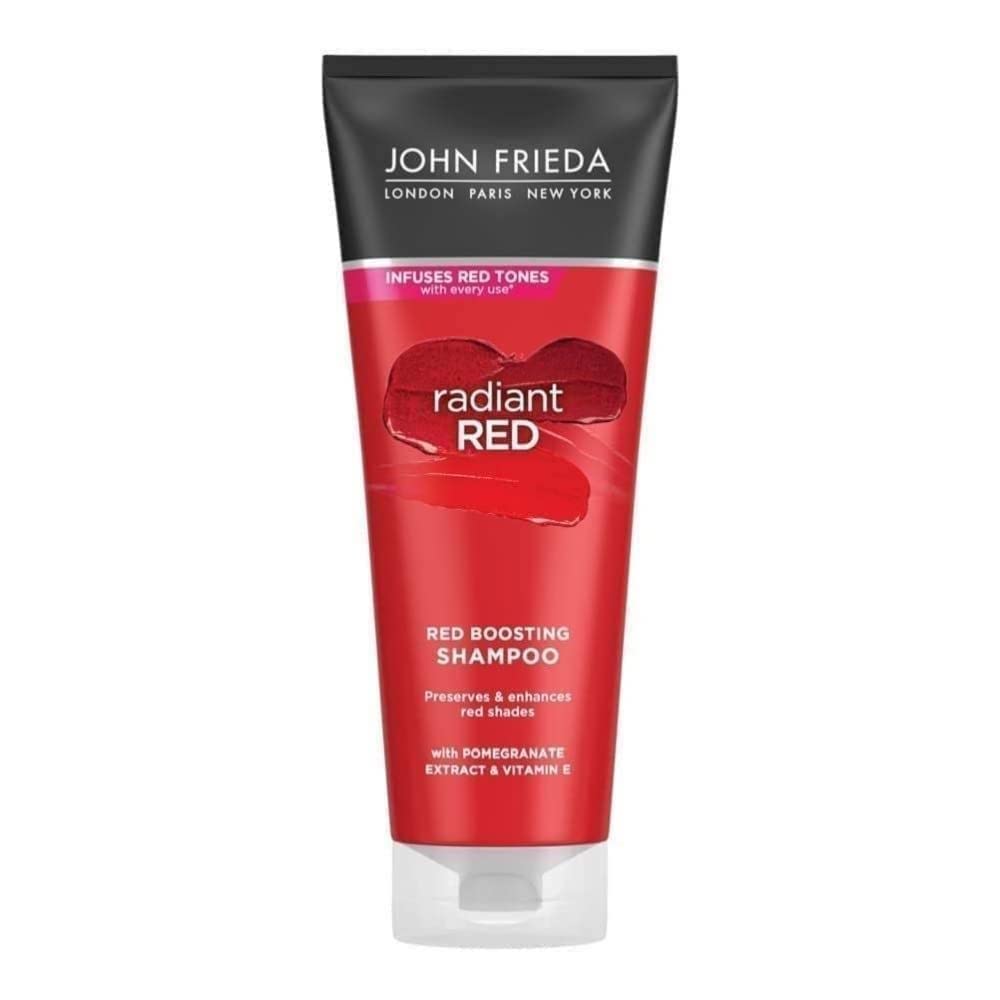 JOHN FRIEDA
LONDON PARIS NEW YORK
INFUSES RED TONES
with every use*
radiant
RED
RED BOOSTING
SHAMPOO
Preserves & enhances
red shades
with POMEGRANATE
EXTRACT & VITAMIN E